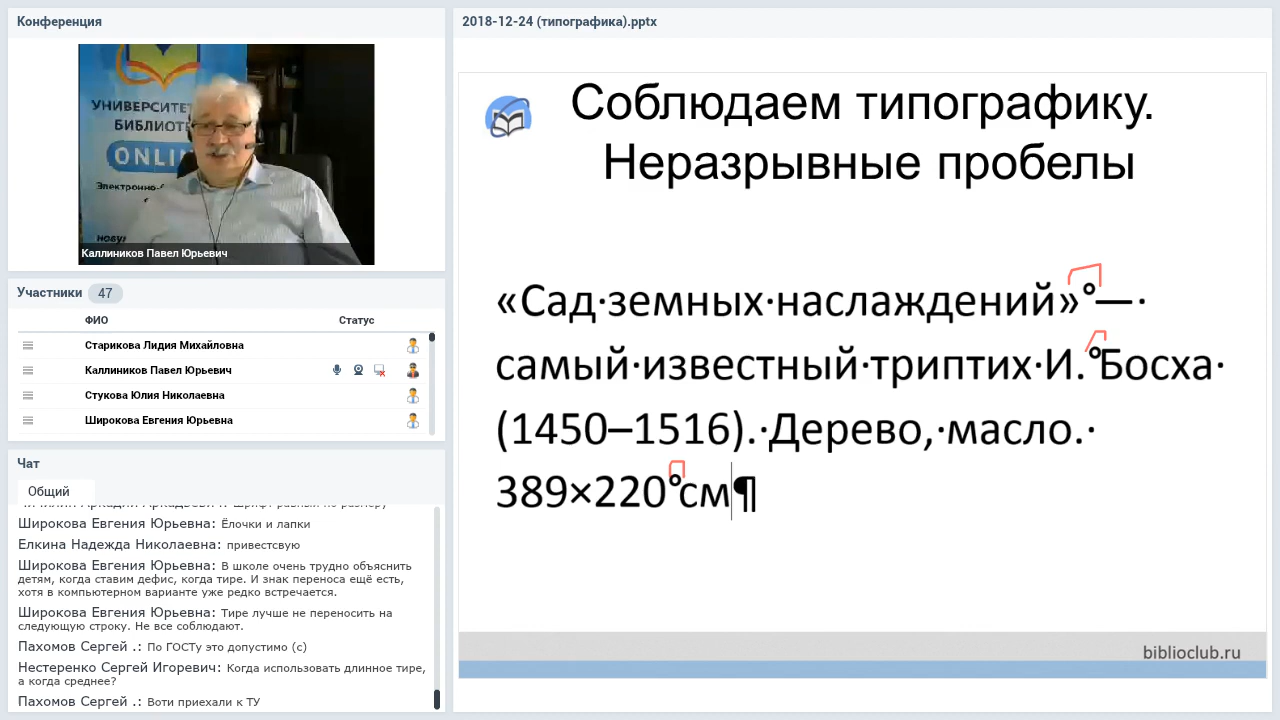 Конференция
УНИВЕРСИТЕ
БИБЛИОТЕ
ONLIN
Каллиников Павел Юрьевич
Участники 47
ФИО Статус
Старикова Лидия Михайловна
Каллиников Павел Юрьевич
Стукова Юлия Николаевна
Широкова Евгения Юрьевна
Чат
Общий
Широкова Евгения Юрьевна: Ёлочки и лапки
Елкина Надежда Николаевна: привестсвую
Широкова Евгения Юрьевна: В школе очень трудно объяснить
детям, когда ставим дефис, когда тире. И знак переноса ещё есть,
хотя в компьютерном варианте уже редко встречается.
Широкова Евгения Юрьевна: Тире лучше не переносить на
следующую строку. Не все соблюдают.
Пахомов Сергей .: По ГОСТу это допустимо (с)
Нестеренко Сергей Игоревич: Когда использовать длинное тире,
а когда среднее?
Пахомов Сергей .: Воти приехали к ТУ
2018-12-24 (типографика).pptx
Соблюдаем типографику.
Неразрывные пробелы
«Сад·земных·наслаждений»°—·
самый·известный·триптих·И.°Босха·
(1450–1516).·Дерево,·масло.·
389×220°см¶
biblioclub.ru